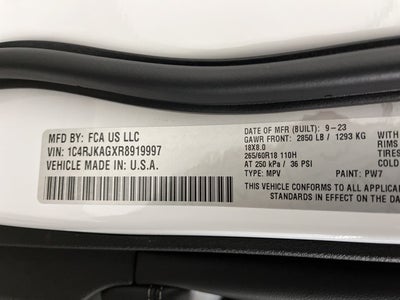 MFD BY: FCA US LLC
VIN: 1C4RJKAGXR8919997
VEHICLE MADE IN U.S.A.
DATE OF MFR (BUILT): 9-23
GAWR FRONT: 2850 LB / 1293 KG WITH
18X8.0 RIMS
265/60R18 110H TIRES
AT 250 kPa / 36 PSI COLD
TYPE: MPV PAINT: PW7
THIS VEHICLE CONFORMS TO ALL APPLICAB
STANDARDS IN EFFECT ON THE DA